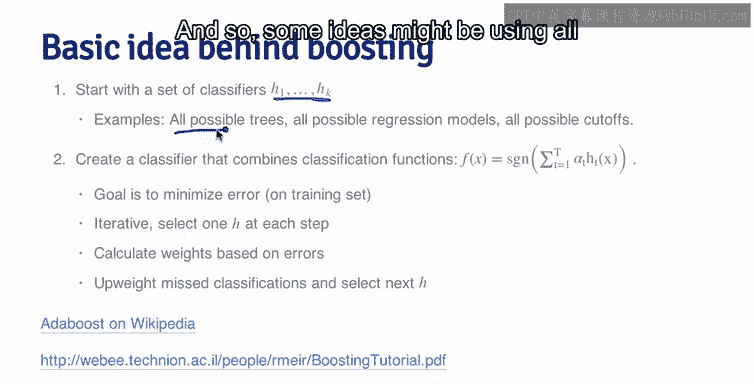 And so, some ideas might be using all
Basic idea behind boosting
1. Start with a set of classifiers h₁, …, hₖ
· Examples: All possible trees, all possible regression models, all possible cutoffs.
2. Create a classifier that combines classification functions: f(x) = sgn(∑ᵀₜ₌₁ αₜhₜ(x)) .
· Goal is to minimize error (on training set)
· Iterative, select one h at each step
· Calculate weights based on errors
· Upweight missed classifications and select next h
Adaboost on Wikipedia
http://webee.technion.ac.il/people/rmeir/BoostingTutorial.pdf